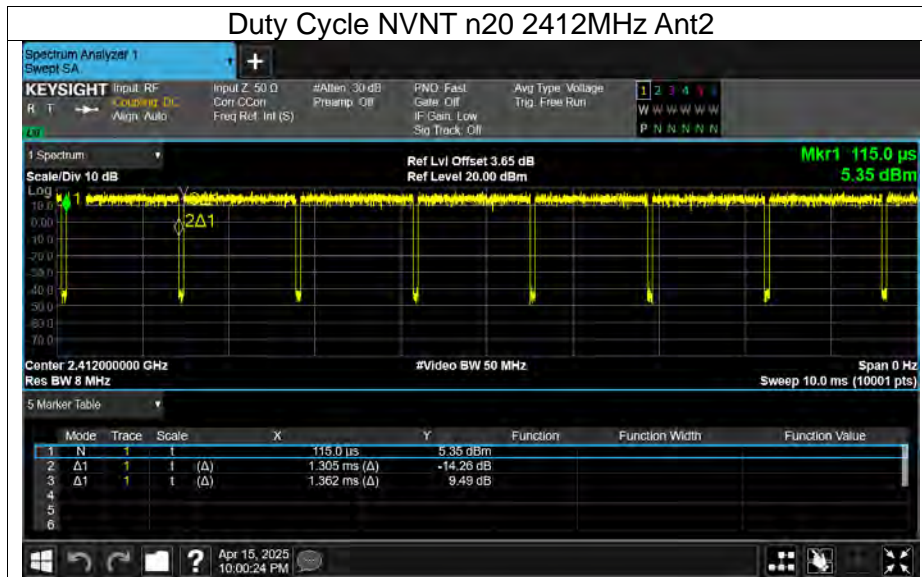 Duty Cycle NVNT n20 2412MHz Ant2
Spectrum Analyzer 1
Swept SA
+
KEYSIGHT Input: RF Input Z: 50 Ω #Atten: 30 dB PNO: Fast Avg Type: Voltage 1 2 3 4 5 6
R T Coupling: DC Corr CCorr Preamp: Off Gate: Off Trig: Free Run W W W W W W
Align: Auto Freq Ref: Int (S) IF Gain: Low
Sig Track: Off P N N N N N
1 Spectrum Ref Lvl Offset 3.65 dB Mkr1 115.0 µs
Scale/Div 10 dB Ref Level 20.00 dBm 5.35 dBm
Log
10.0
0.00
-10.0
-20.0
-30.0
-40.0
-50.0
-60.0
-70.0
1
2Δ1
Center 2.412000000 GHz #Video BW 50 MHz Span 0 Hz
Res BW 8 MHz Sweep 10.0 ms (10001 pts)
5 Marker Table
Mode Trace Scale X Y Function Function Width Function Value
1 N 1 t 115.0 µs 5.35 dBm
2 Δ1 1 t (Δ) 1.305 ms (Δ) -14.26 dB
3 Δ1 1 t (Δ) 1.362 ms (Δ) 9.49 dB
4
5
6
? Apr 15, 2025
10:00:24 PM